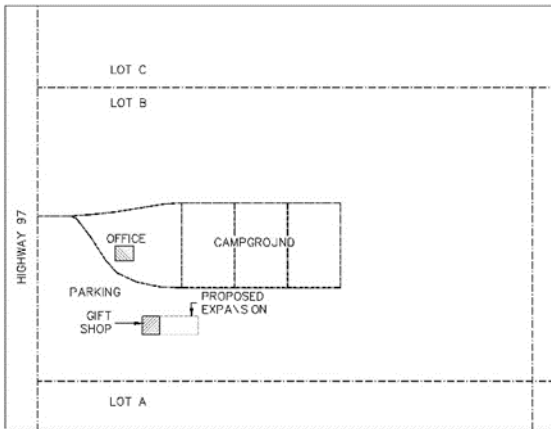 LOT C
LOT B
HIGHWAY 97
OFFICE
CAMPGROUND
PARKING
PROPOSED
EXPANSION
GIFT
SHOP
LOT A